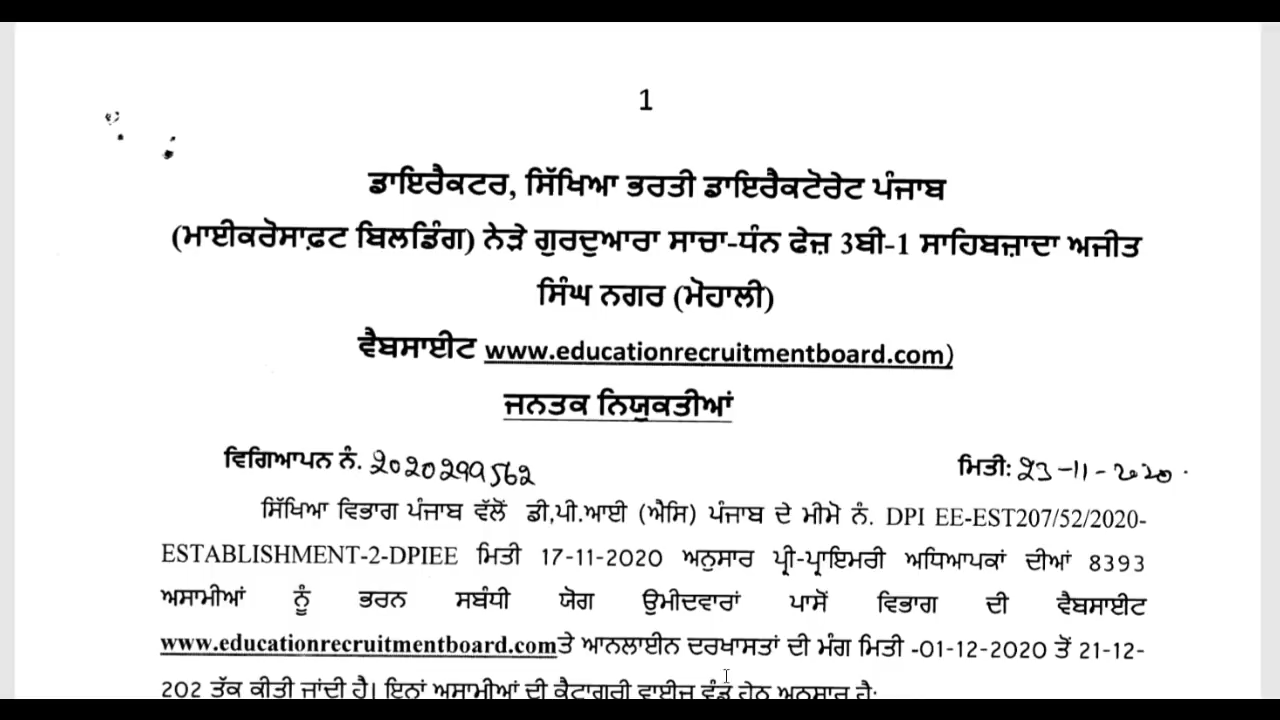 1
ਡਾਇਰੈਕਟਰ, ਸਿੱਖਿਆ ਭਰਤੀ ਡਾਇਰੈਕਟੋਰੇਟ ਪੰਜਾਬ
(ਮਾਈਕਰੋਸਾਫ਼ਟ ਬਿਲਡਿੰਗ) ਨੇੜੇ ਗੁਰਦੁਆਰਾ ਸਾਚਾ-ਧੰਨ ਫੇਜ਼ 3ਬੀ-1 ਸਾਹਿਬਜ਼ਾਦਾ ਅਜੀਤ
ਸਿੰਘ ਨਗਰ (ਮੋਹਾਲੀ)
ਵੈਬਸਾਈਟ www.educationrecruitmentboard.com)
ਜਨਤਕ ਨਿਯੁਕਤੀਆਂ
ਵਿਗਿਆਪਨ ਨੰ. 2020299562 ਮਿਤੀ: 23-11-2020.
ਸਿੱਖਿਆ ਵਿਭਾਗ ਪੰਜਾਬ ਵੱਲੋਂ ਡੀ,ਪੀ.ਆਈ (ਐਸਿ) ਪੰਜਾਬ ਦੇ ਮੀਮੋ ਨੰ. DPI EE-EST207/52/2020-
ESTABLISHMENT-2-DPIEE ਮਿਤੀ 17-11-2020 ਅਨੁਸਾਰ ਪ੍ਰੀ-ਪ੍ਰਾਇਮਰੀ ਅਧਿਆਪਕਾਂ ਦੀਆਂ 8393
ਅਸਾਮੀਆਂ ਨੂੰ ਭਰਨ ਸਬੰਧੀ ਯੋਗ ਉਮੀਦਵਾਰਾਂ ਪਾਸੋਂ ਵਿਭਾਗ ਦੀ ਵੈਬਸਾਈਟ
www.educationrecruitmentboard.comਤੇ ਆਨਲਾਈਨ ਦਰਖਾਸਤਾਂ ਦੀ ਮੰਗ ਮਿਤੀ -01-12-2020 ਤੋਂ 21-12-
202 ਤੱਕ ਕੀਤੀ ਜਾਂਦੀ ਹੈ। ਇਨਾਂ ਅਸਾਮੀਆਂ ਦੀ ਕੈਟਾਗਰੀ ਵਾਈਜ ਵੰਡ ਹੇਨ ਅਨੁਸਾਰ ਹੈ: